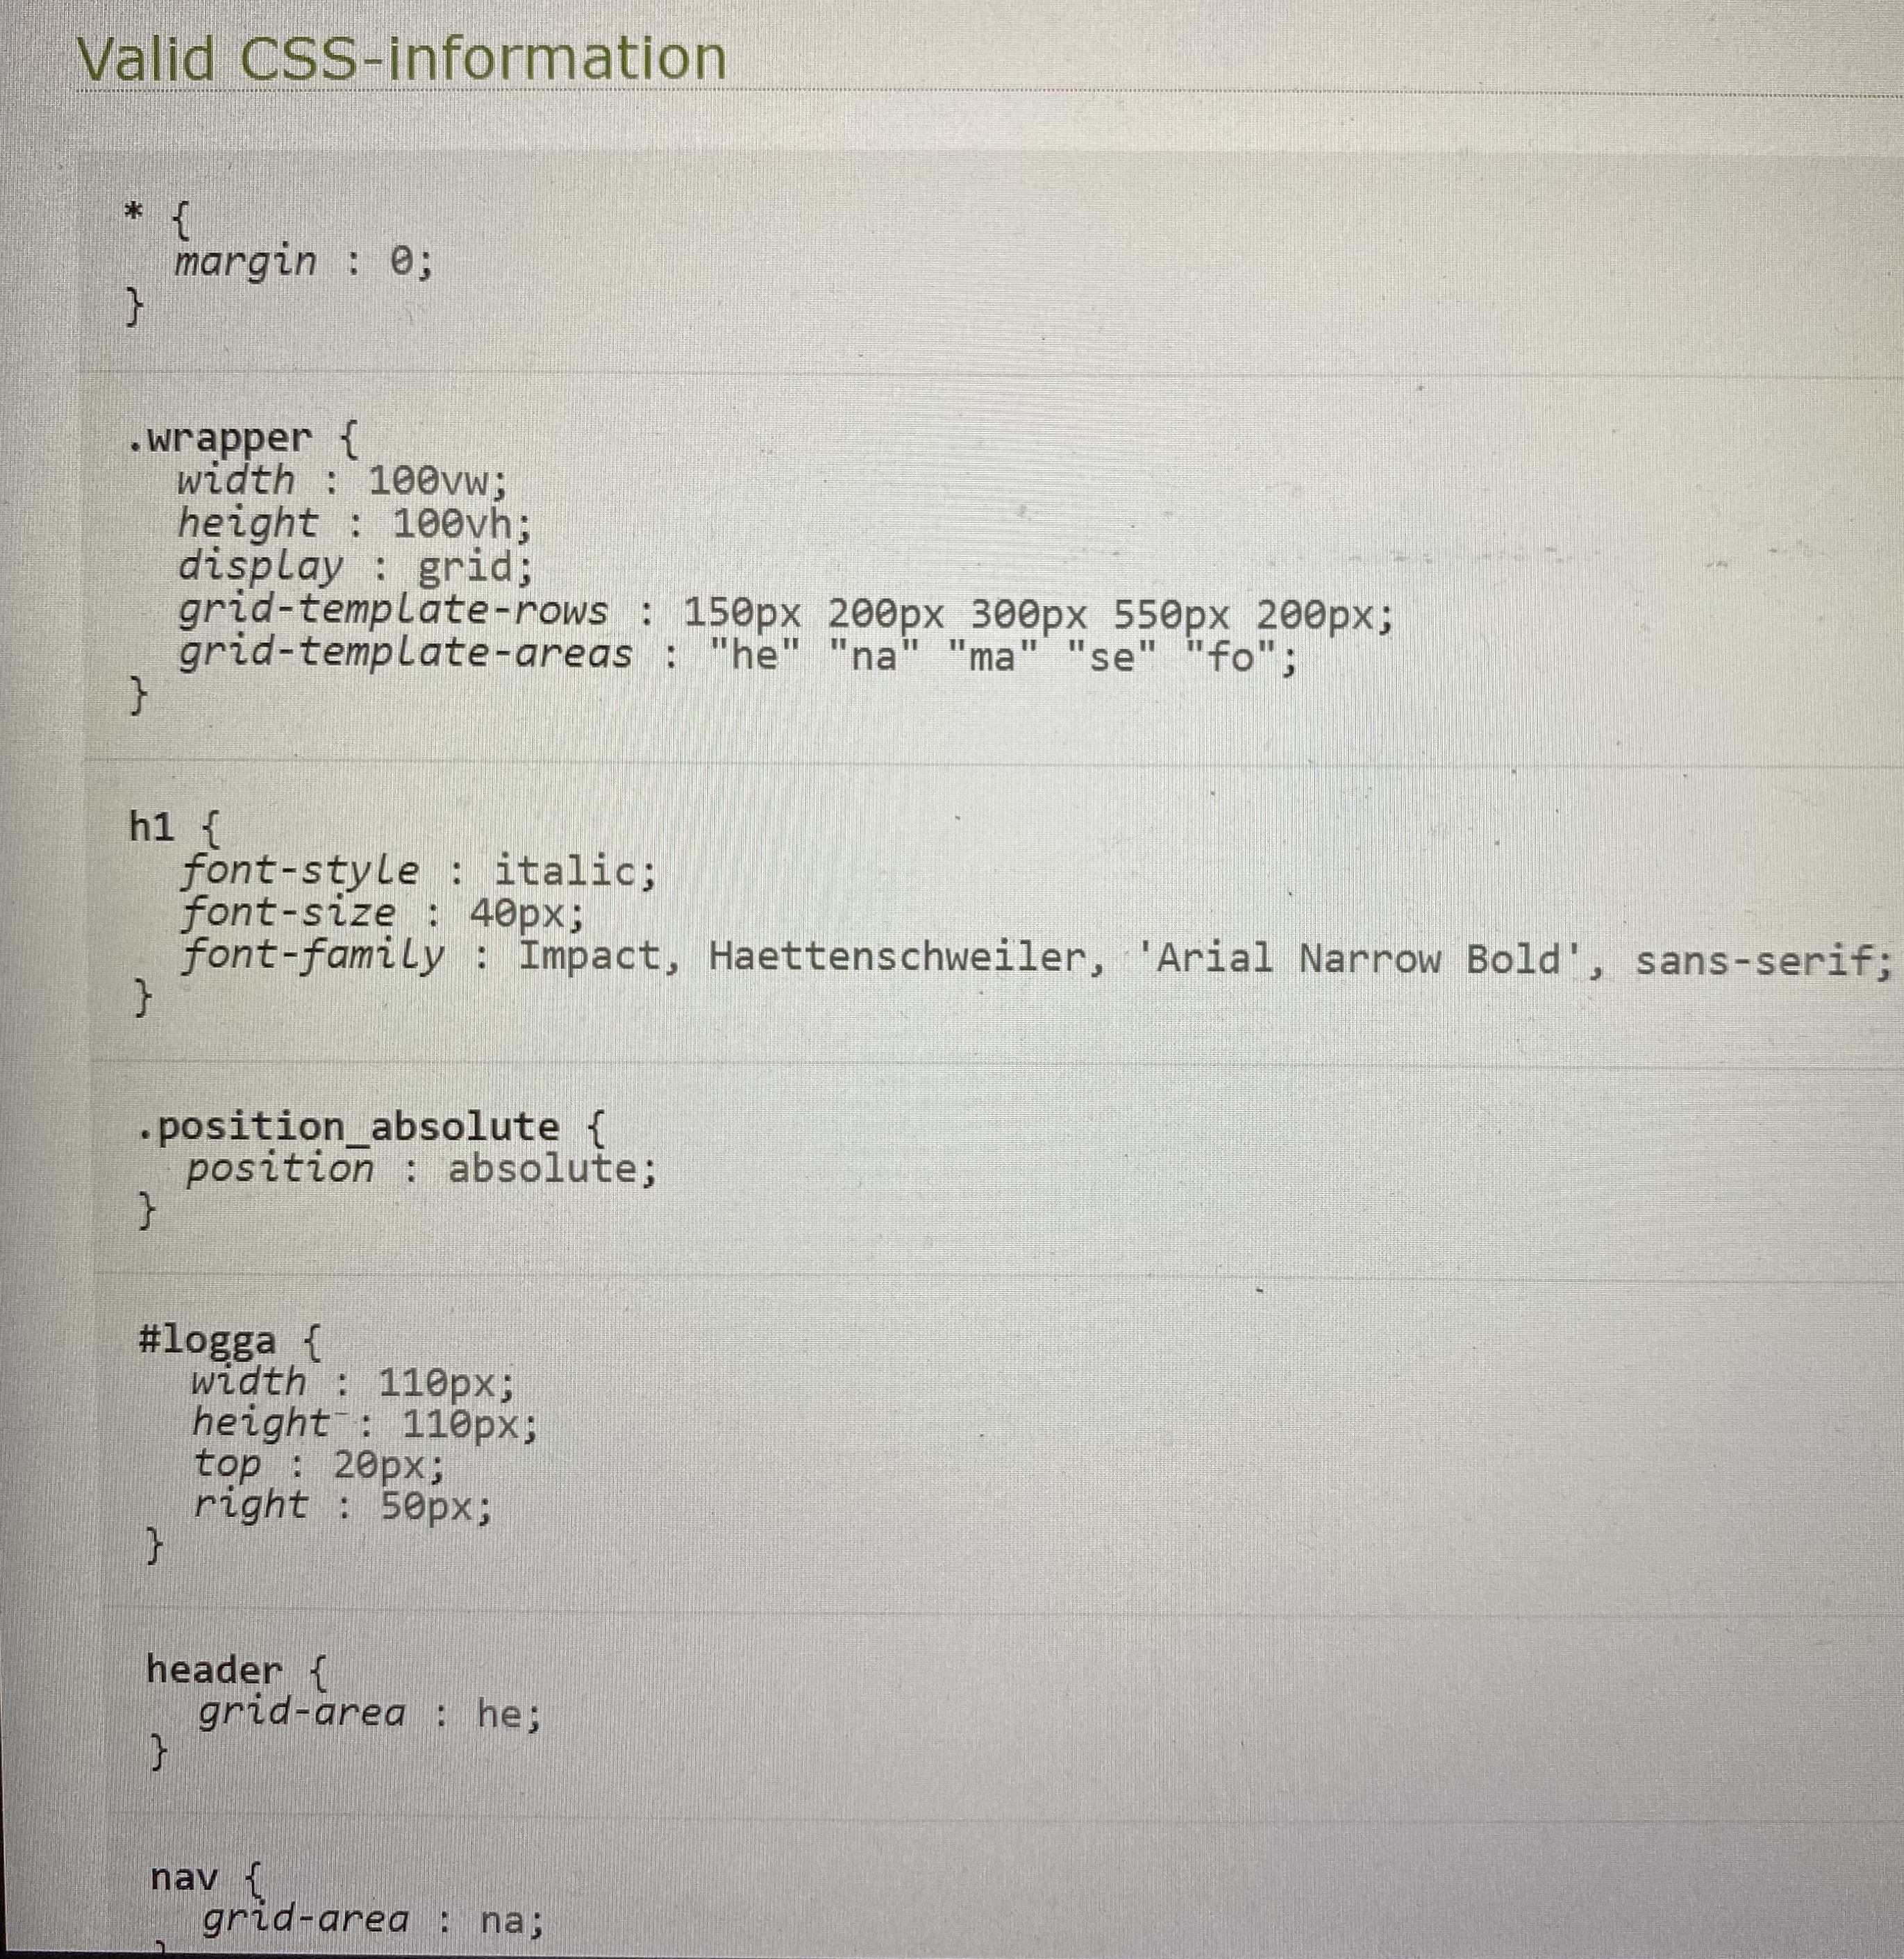 Valid CSS-information
* {
margin : 0;
}
.wrapper {
width : 100vw;
height : 100vh;
display : grid;
grid-template-rows : 150px 200px 300px 550px 200px;
grid-template-areas : "he" "na" "ma" "se" "fo";
}
h1 {
font-style : italic;
font-size : 40px;
font-family : Impact, Haettenschweiler, 'Arial Narrow Bold', sans-serif;
}
.position_absolute {
position : absolute;
}
#logga {
width : 110px;
height : 110px;
top : 20px;
right : 50px;
}
header {
grid-area : he;
}
nav {
grid-area : na;
}